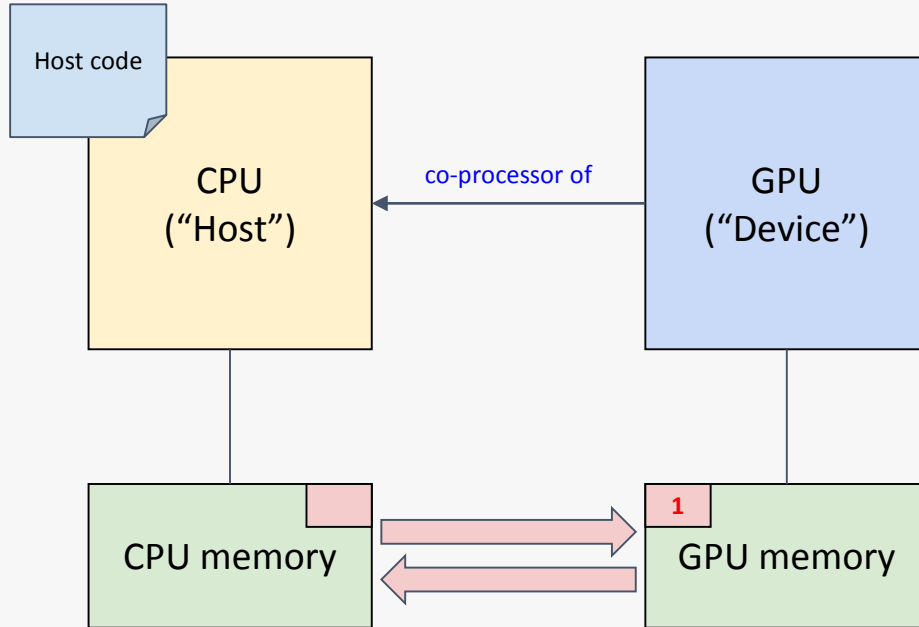 Host code
CPU
(“Host”)
co-processor of
GPU
(“Device”)
CPU memory
1
GPU memory